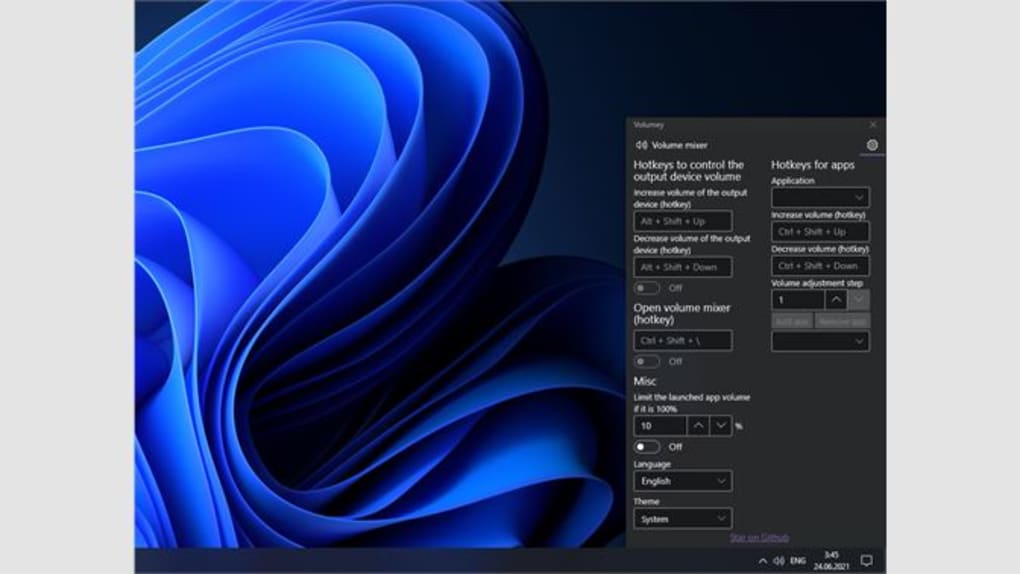 Volumey
Volume mixer
Hotkeys to control the
output device volume
Increase volume of the output
device (hotkey)
Alt + Shift + Up
Decrease volume of the output
device (hotkey)
Alt + Shift + Down
Off
Open volume mixer
(hotkey)
Ctrl + Shift + \
Off
Misc
Limit the launched app volume
if it is 100%
10
%
Off
Language
English
Theme
System
Hotkeys for apps
Application
Increase volume (hotkey)
Ctrl + Shift + Up
Decrease volume (hotkey)
Ctrl + Shift + Down
Volume adjustment step
1
Add app
Remove app
Star on Github
ENG
3:45
24.06.2021